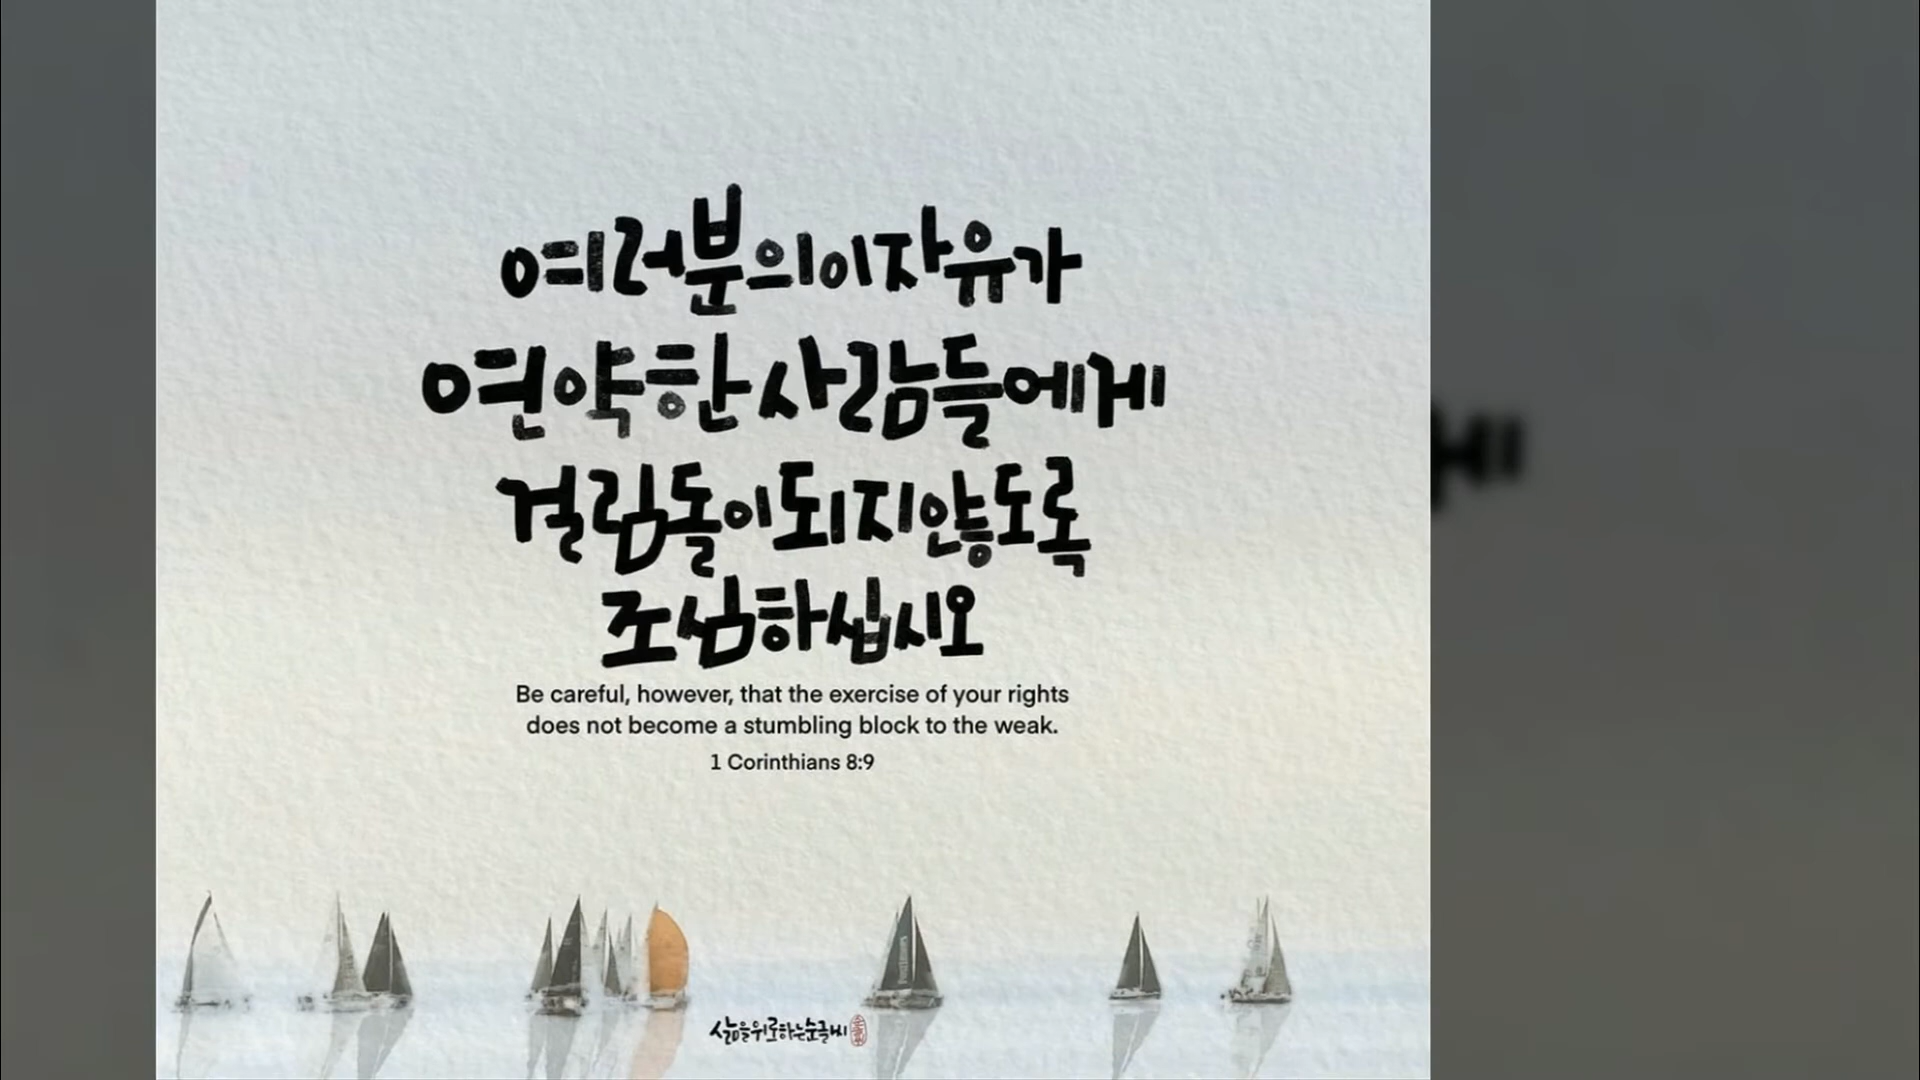 여러분의 이 자유가
연약한 사람들에게
걸림돌이 되지 않도록
조심하십시오
Be careful, however, that the exercise of your rights
does not become a stumbling block to the weak.
1 Corinthians 8:9
삶을 위로하는 손글씨